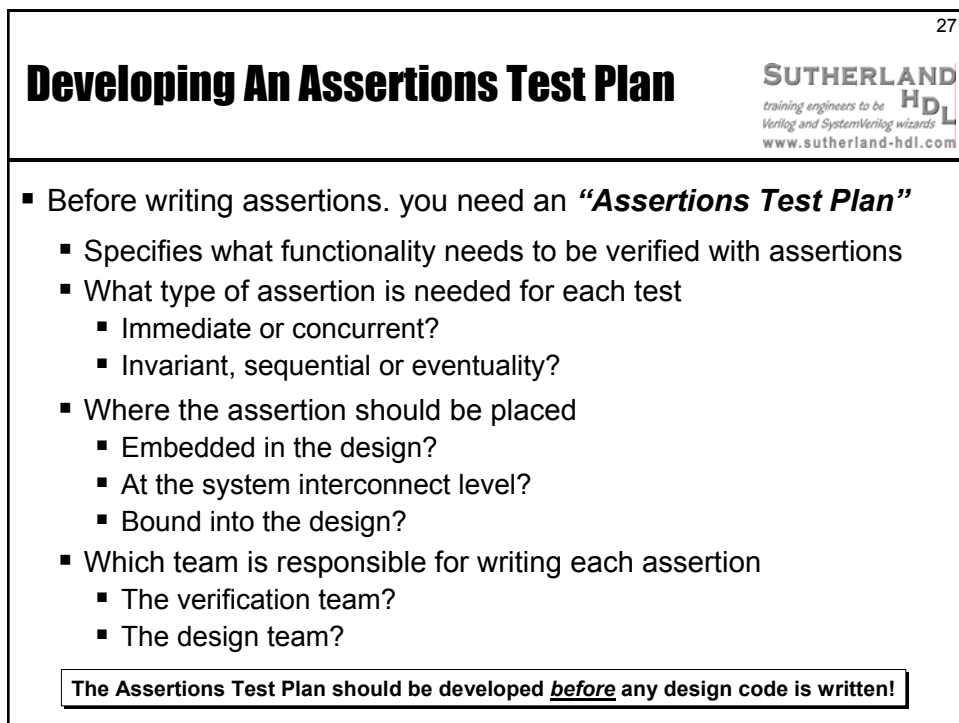 27
Developing An Assertions Test Plan
SUTHERLAND
HDL
training engineers to be
Verilog and SystemVerilog wizards
www.sutherland-hdl.com
▪ Before writing assertions. you need an “Assertions Test Plan”
▪ Specifies what functionality needs to be verified with assertions
▪ What type of assertion is needed for each test
▪ Immediate or concurrent?
▪ Invariant, sequential or eventuality?
▪ Where the assertion should be placed
▪ Embedded in the design?
▪ At the system interconnect level?
▪ Bound into the design?
▪ Which team is responsible for writing each assertion
▪ The verification team?
▪ The design team?
The Assertions Test Plan should be developed before any design code is written!